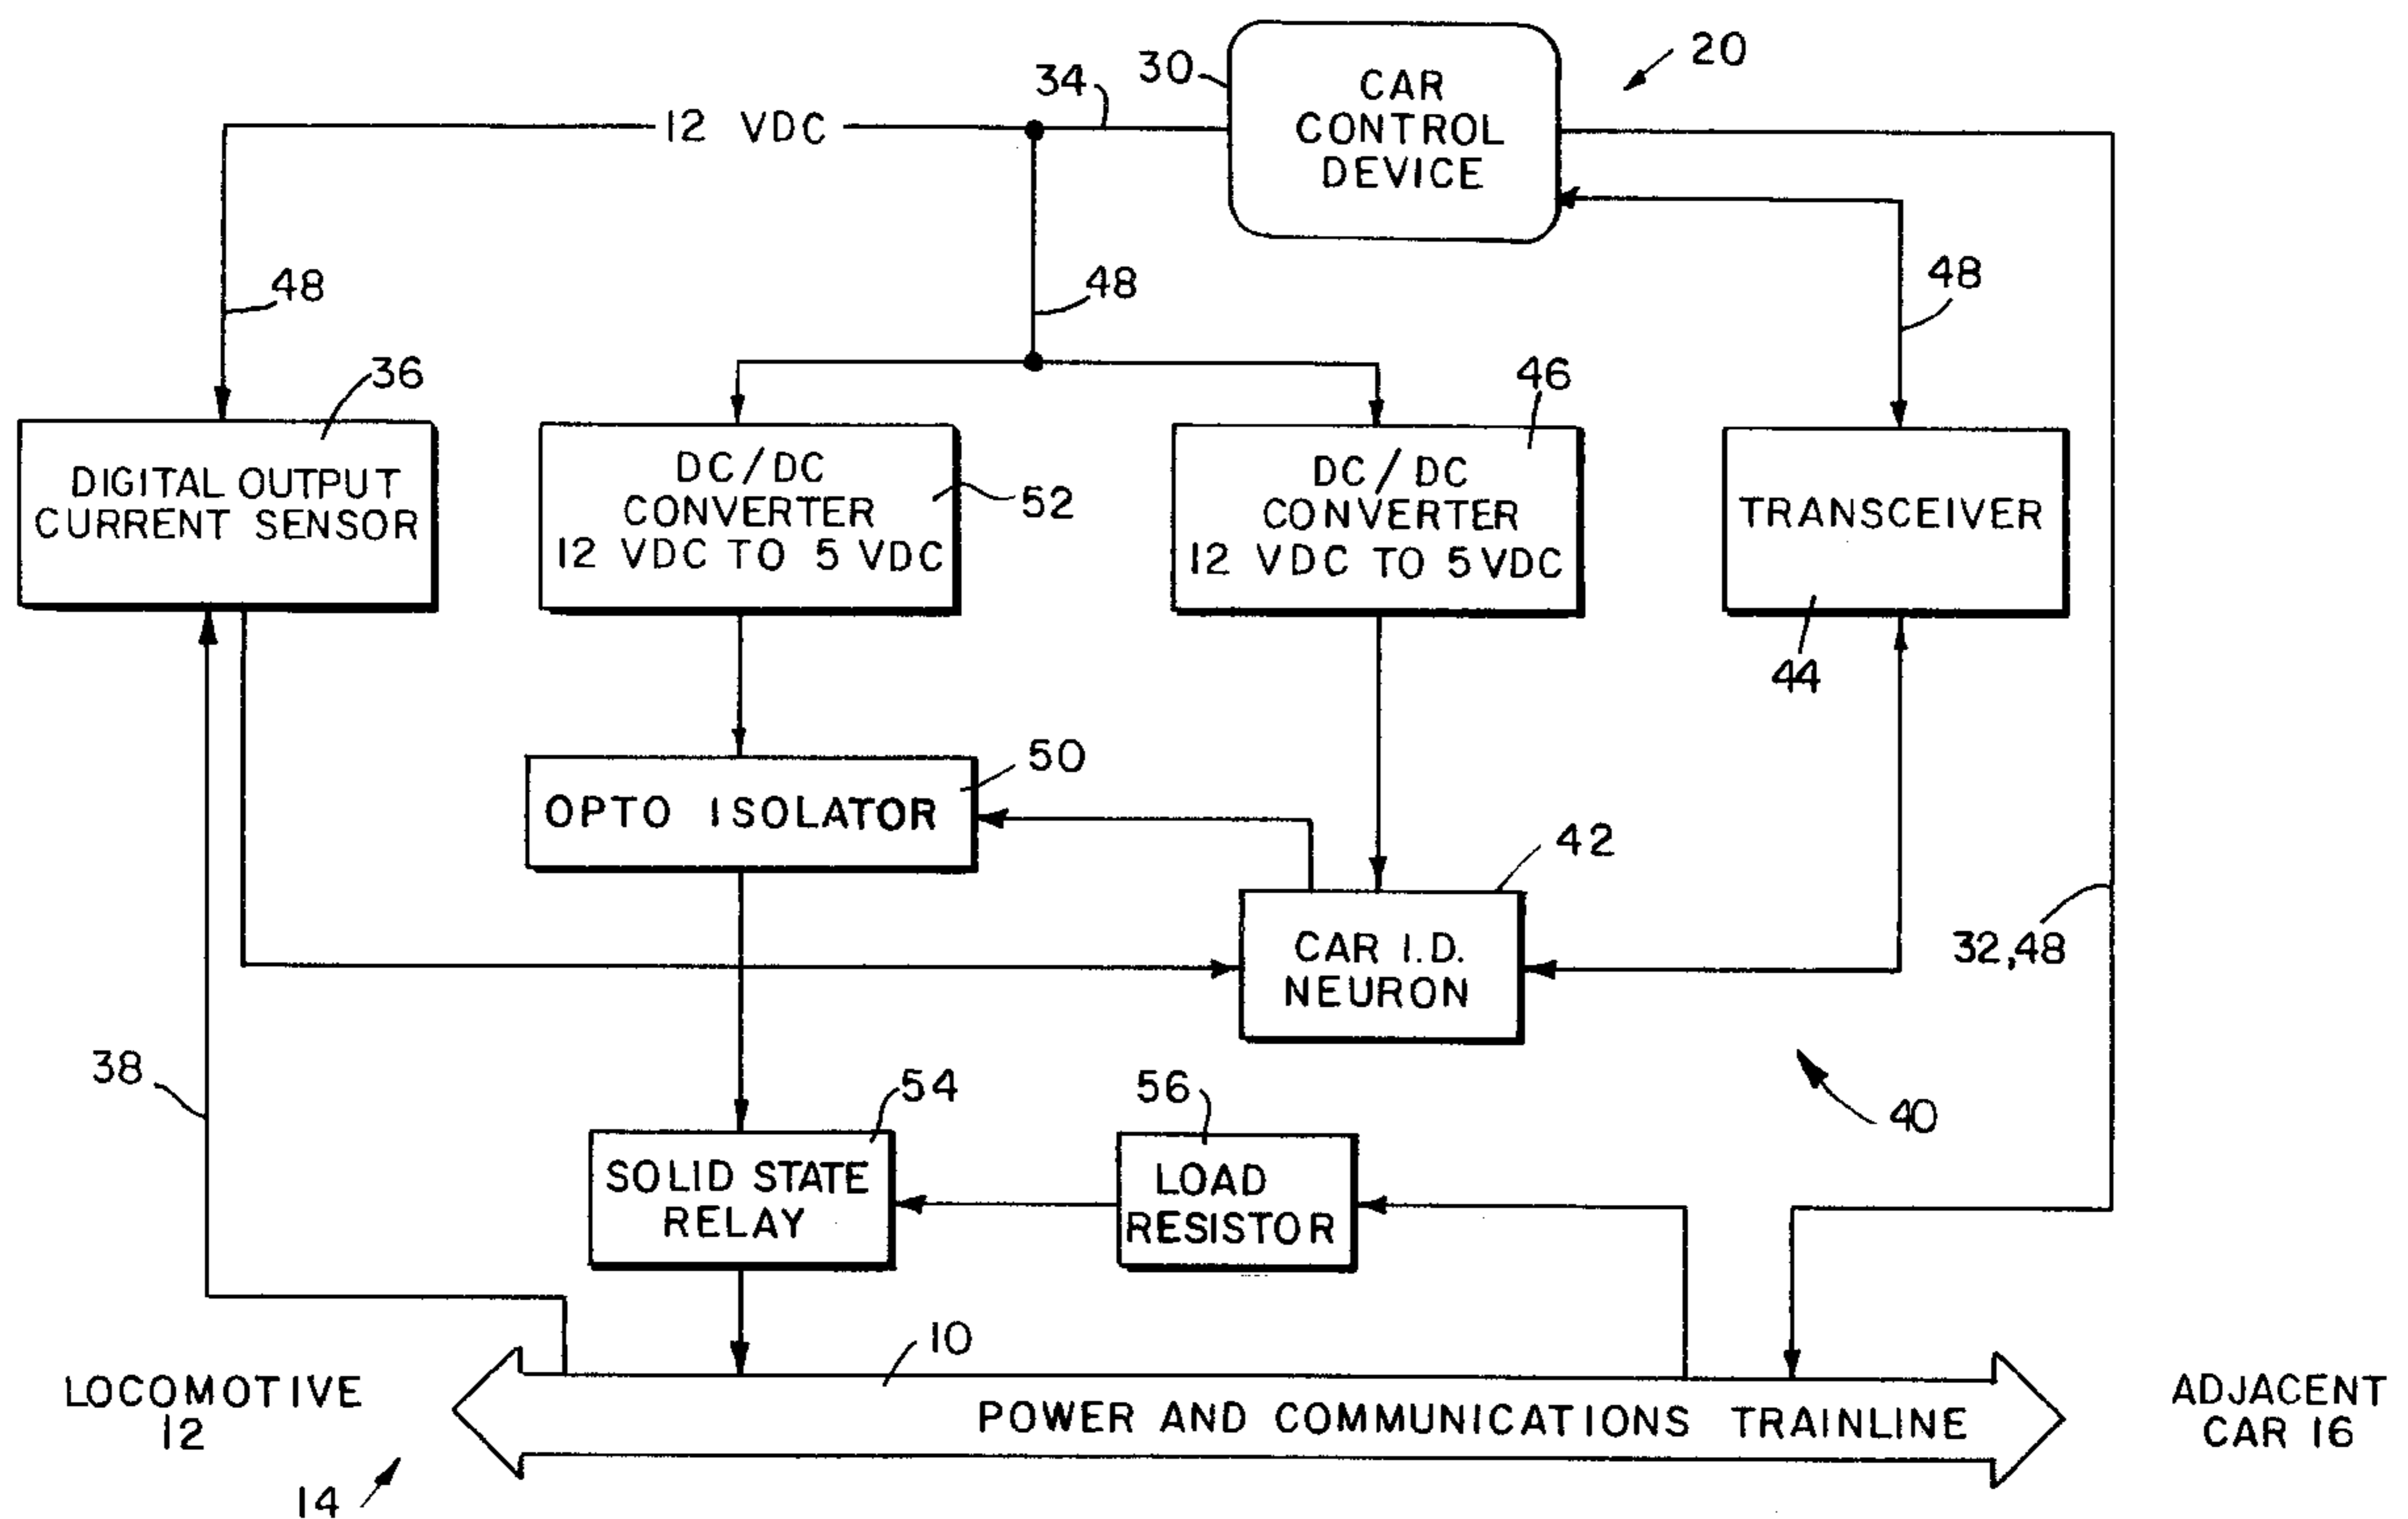 20
30
34
CAR
CONTROL
DEVICE
12 VDC
48
48
48
36
46
DIGITAL OUTPUT
CURRENT SENSOR
DC/DC
CONVERTER
12 VDC TO 5 VDC
52
DC/DC
CONVERTER
12 VDC TO 5 VDC
TRANSCEIVER
44
50
OPTO ISOLATOR
42
CAR I.D.
NEURON
32,48
38
54
56
40
SOLID STATE
RELAY
LOAD
RESISTOR
10
LOCOMOTIVE
12
POWER AND COMMUNICATIONS TRAINLINE
ADJACENT
CAR 16
14